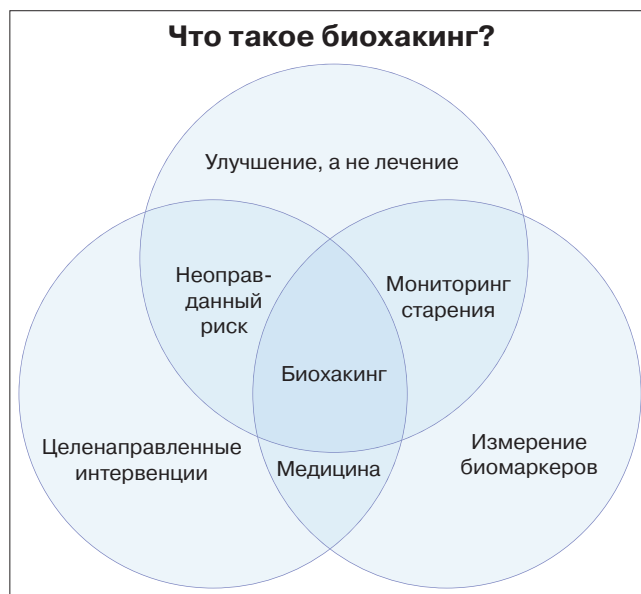 Что такое биохакинг?
Улучшение, а не лечение
Неоправ-
данный
риск
Мониторинг
старения
Биохакинг
Целенаправленные
интервенции
Медицина
Измерение
биомаркеров